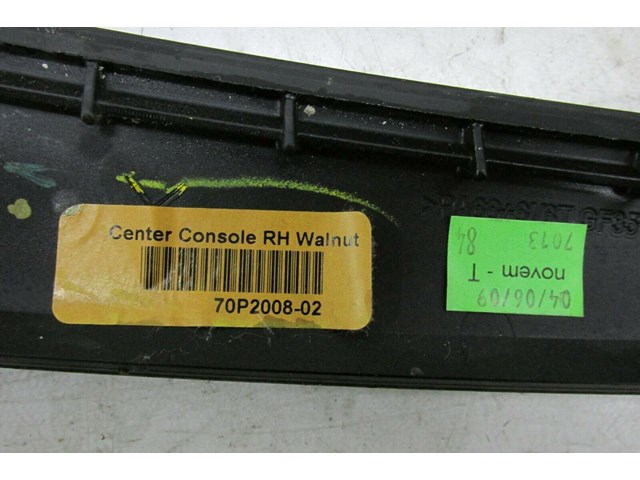 Center Console RH Walnut
70P2008-02
04/06/09
novem - T
84
7013